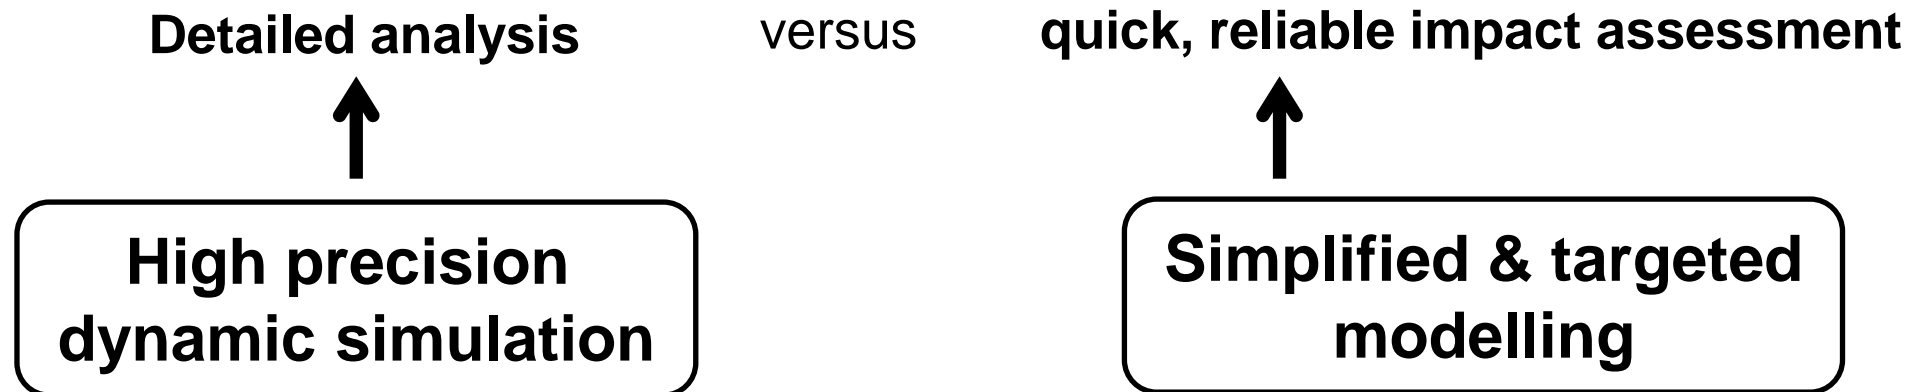 Detailed analysis versus quick, reliable impact assessment
High precision
dynamic simulation
Simplified & targeted
modelling